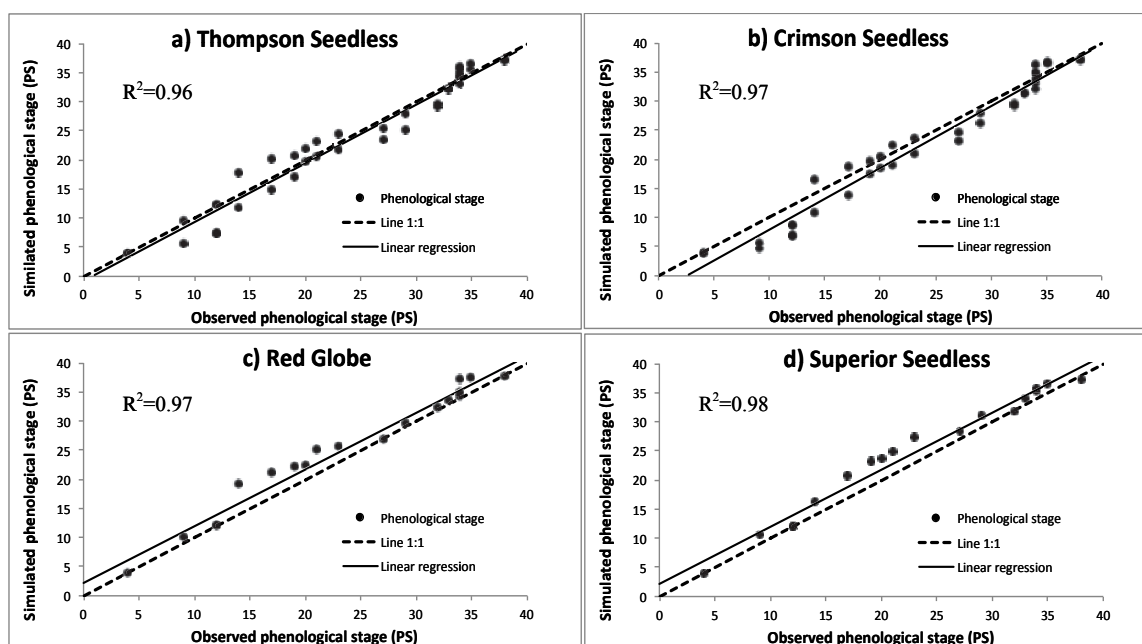 a) Thompson Seedless
R²=0.96
Similated phenological stage (PS)
40
35
30
25
20
15
10
5
0
Phenological stage
Line 1:1
Linear regression
0 5 10 15 20 25 30 35 40
Observed phenological stage (PS)
b) Crimson Seedless
R²=0.97
Simulated phenological stage (PS)
40
35
30
25
20
15
10
5
0
Phenological stage
Line 1:1
Linear regression
0 5 10 15 20 25 30 35 40
Observed phenological stage (PS)
c) Red Globe
R²=0.97
Simulated phenological stage (PS)
40
35
30
25
20
15
10
5
0
Phenological stage
Line 1:1
Linear regression
0 5 10 15 20 25 30 35 40
Observed phenological stage (PS)
d) Superior Seedless
R²=0.98
Simulated phenological stage (PS)
40
35
30
25
20
15
10
5
0
Phenological stage
Line 1:1
Linear regression
0 5 10 15 20 25 30 35 40
Observed phenological stage (PS)